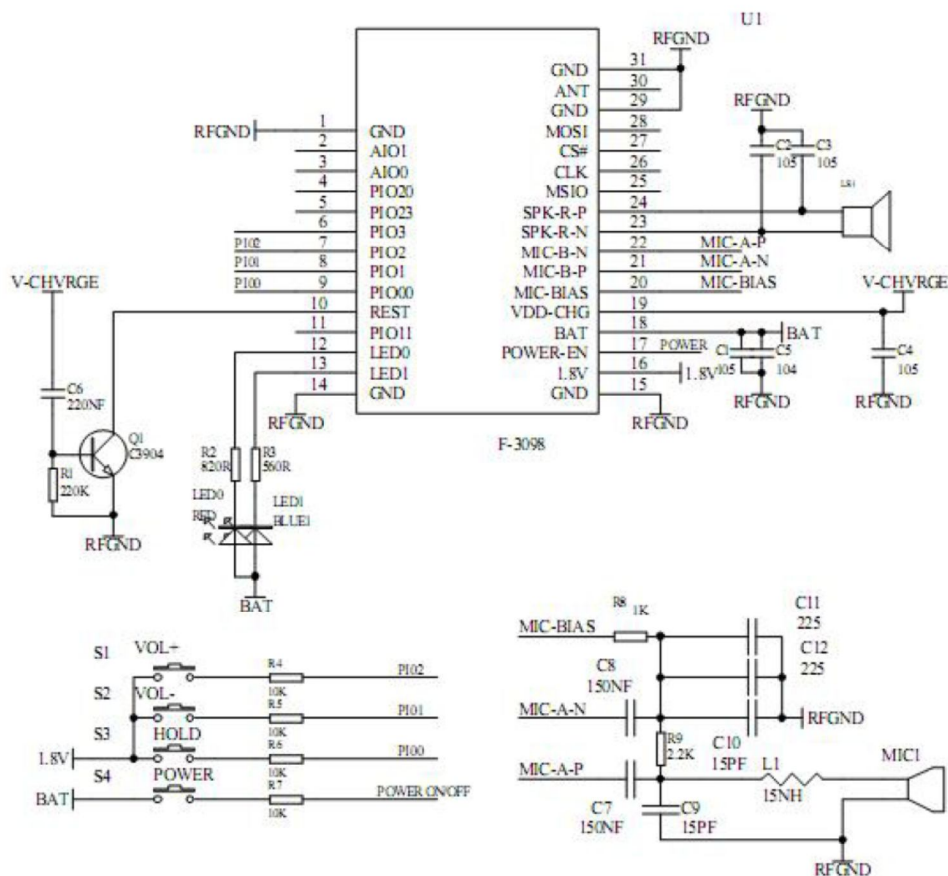 U1
RFGND
31 GND
30 ANT
29 GND
28 MOSI
27 CS#
26 CLK
25 MSIO
24 SPK-R-P
23 SPK-R-N
22 MIC-B-N MIC-A-P
21 MIC-B-P MIC-A-N
20 MIC-BIAS MIC-BIAS
19 VDD-CHG
18 BAT BAT
17 POWER-EN POWER
16 1.8V 1.8V
15 GND
RFGND
RFGND 1 GND
2 AIO1
3 AIO0
4 PIO20
5 PIO23
6 PIO3
PIO2 7 PIO2
PIO1 8 PIO1
PIO0 9 PIO00
10 REST
11 PIO11
12 LED0
13 LED1
14 GND
RFGND
F-3098
RFGND
C2
105
C3
105
LS1
V-CHVRGE
C1
105
C5
104
RFGND
C4
105
RFGND
V-CHVRGE
C6
220NF
Q1
C3904
R1
220K
RFGND
R2
820R
R3
560R
LED0
RED
LED1
BLUE1
BAT
S1 VOL+ R4 10K PIO2
S2 VOL- R5 10K PIO1
S3 HOLD R6 10K PIO0
1.8V
S4 POWER R7 10K POWER ON/OFF
BAT
MIC-BIAS
R8 1K
C11
225
C12
225
C8
150NF
MIC-A-N
RFGND
R9
2.2K
C10
15PF
MIC-A-P
L1
15NH
MIC1
C7
150NF
C9
15PF
RFGND